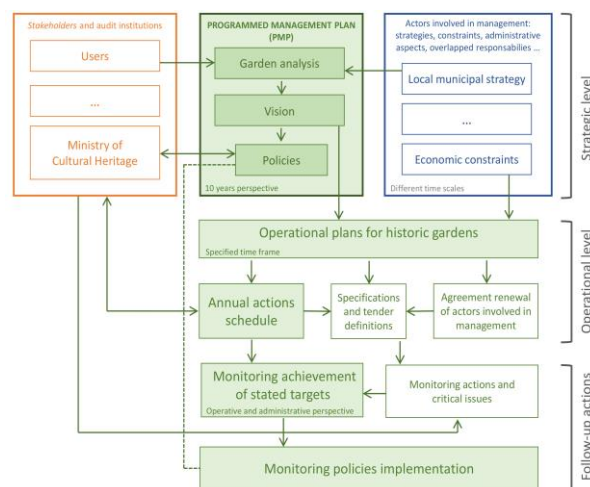 Stakeholders and audit institutions
Users
...
Ministry of
Cultural Heritage
PROGRAMMED MANAGEMENT PLAN
(PMP)
Garden analysis
Vision
Policies
10 years perspective
Actors involved in management:
strategies, constraints, administrative
aspects, overlapped responsabilies ...
Local municipal strategy
...
Economic constraints
Different time scales
Strategic level
Operational plans for historic gardens
Specified time frame
Annual actions
schedule
Specifications
and tender
definitions
Agreement renewal
of actors involved in
management
Operational level
Monitoring achievement
of stated targets
Operative and administrative perspective
Monitoring actions and
critical issues
Monitoring policies implementation
Follow-up actions